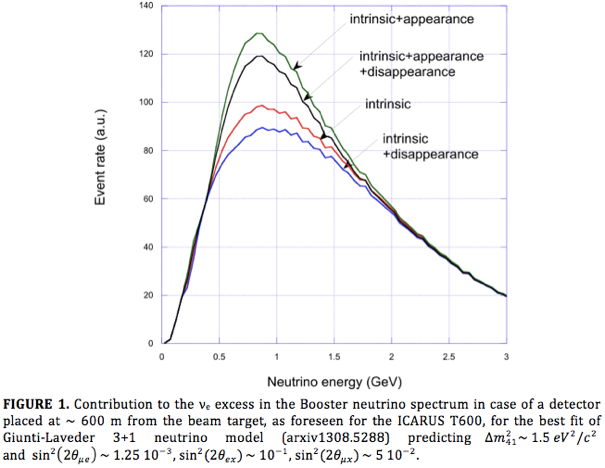 140
120
100
80
60
40
20
0
Event rate (a.u.)
intrinsic+appearance
intrinsic+appearance
+disappearance
intrinsic
intrinsic
+disappearance
0 0.5 1 1.5 2 2.5 3
Neutrino energy (GeV)
FIGURE 1. Contribution to the νe excess in the Booster neutrino spectrum in case of a detector
placed at ~ 600 m from the beam target, as foreseen for the ICARUS T600, for the best fit of
Giunti-Laveder 3+1 neutrino model (arxiv1308.5288) predicting Δm²₄₁~ 1.5 eV²/c²
and sin²(2θμe) ~ 1.25 10⁻³, sin²(2θex) ~ 10⁻¹, sin²(2θμx) ~ 5 10⁻².